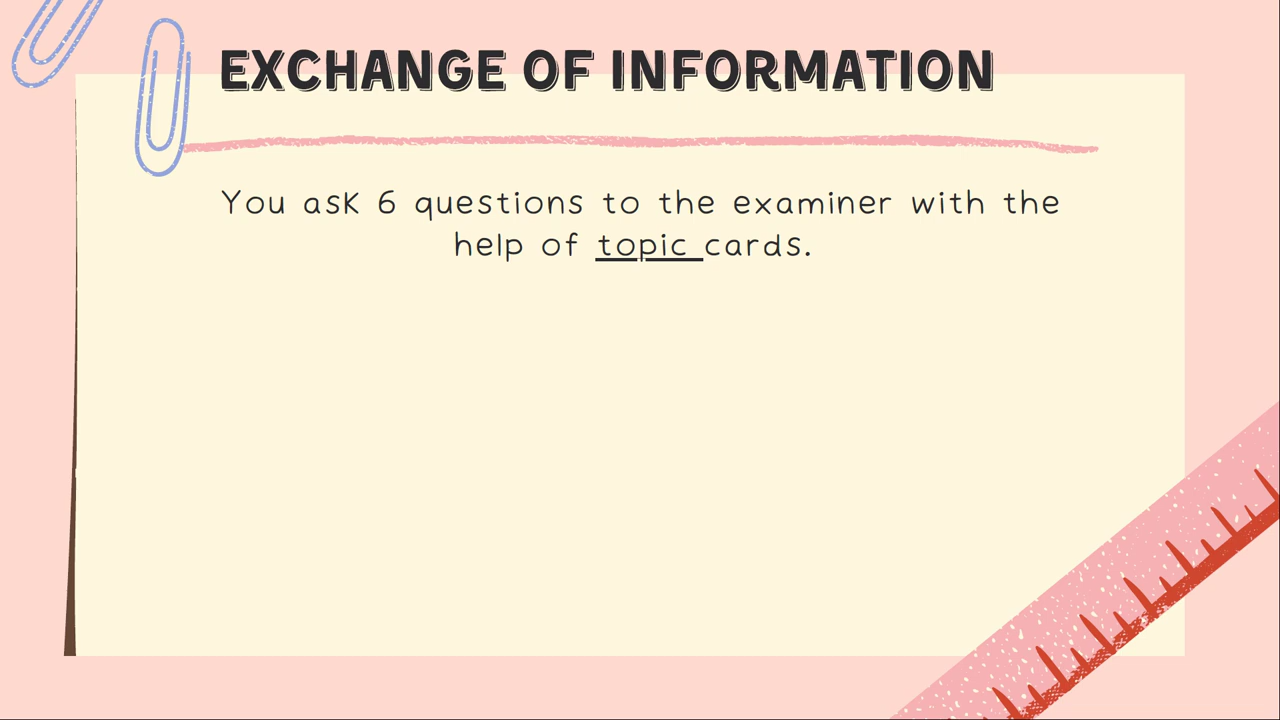 EXCHANGE OF INFORMATION
You ask 6 questions to the examiner with the
help of topic cards.